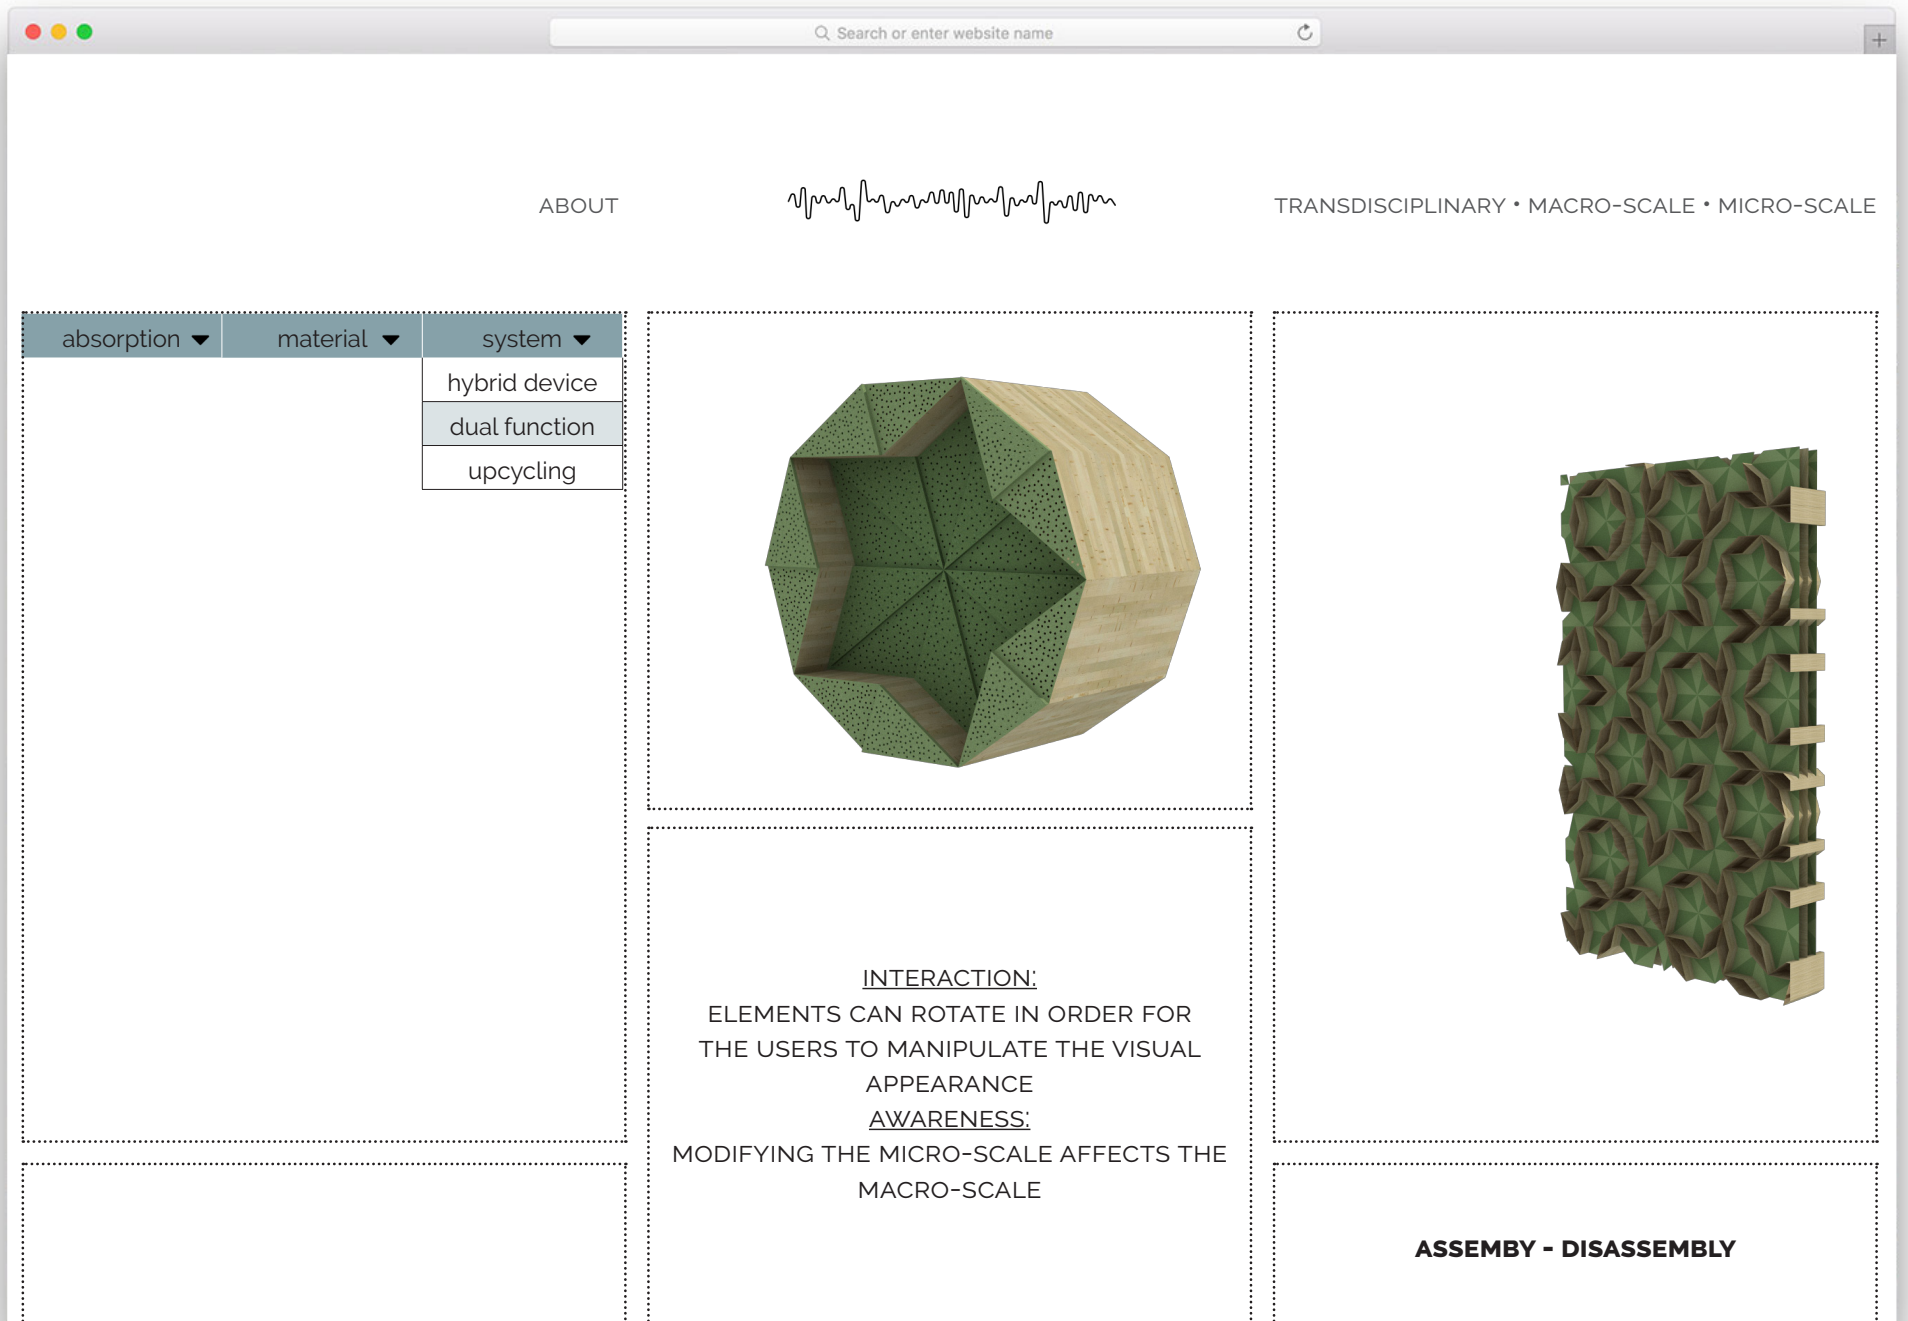 Search or enter website name
ABOUT
TRANSDISCIPLINARY • MACRO-SCALE • MICRO-SCALE
absorption
material
system
hybrid device
dual function
upcycling
INTERACTION:
ELEMENTS CAN ROTATE IN ORDER FOR
THE USERS TO MANIPULATE THE VISUAL
APPEARANCE
AWARENESS:
MODIFYING THE MICRO-SCALE AFFECTS THE
MACRO-SCALE
ASSEMBY - DISASSEMBLY